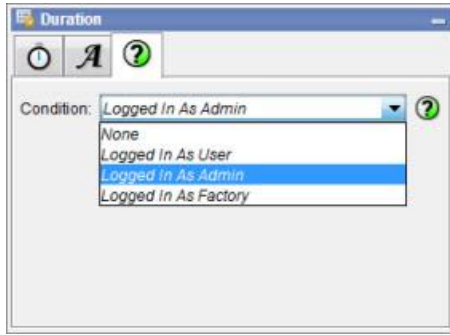 Duration
A
Condition: Logged In As Admin
None
Logged In As User
Logged In As Admin
Logged In As Factory